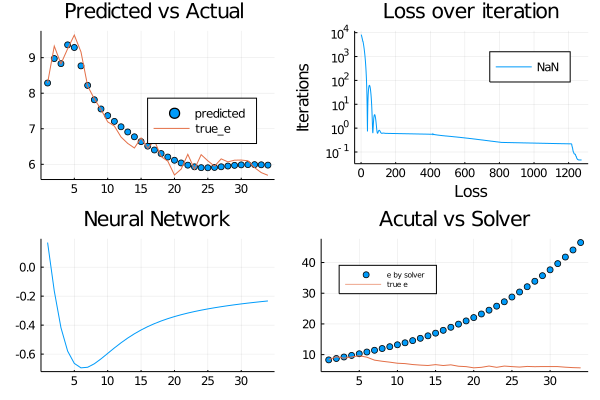 Predicted vs Actual
9
8
7
6
predicted
true_e
5 10 15 20 25 30
Loss over iteration
Iterations
10^4
10^3
10^2
10^1
10^0
10^-1
NaN
0 200 400 600 800 1000 1200
Loss
Neural Network
0.0
-0.2
-0.4
-0.6
5 10 15 20 25 30
Acutal vs Solver
40
30
20
10
e by solver
true e
5 10 15 20 25 30